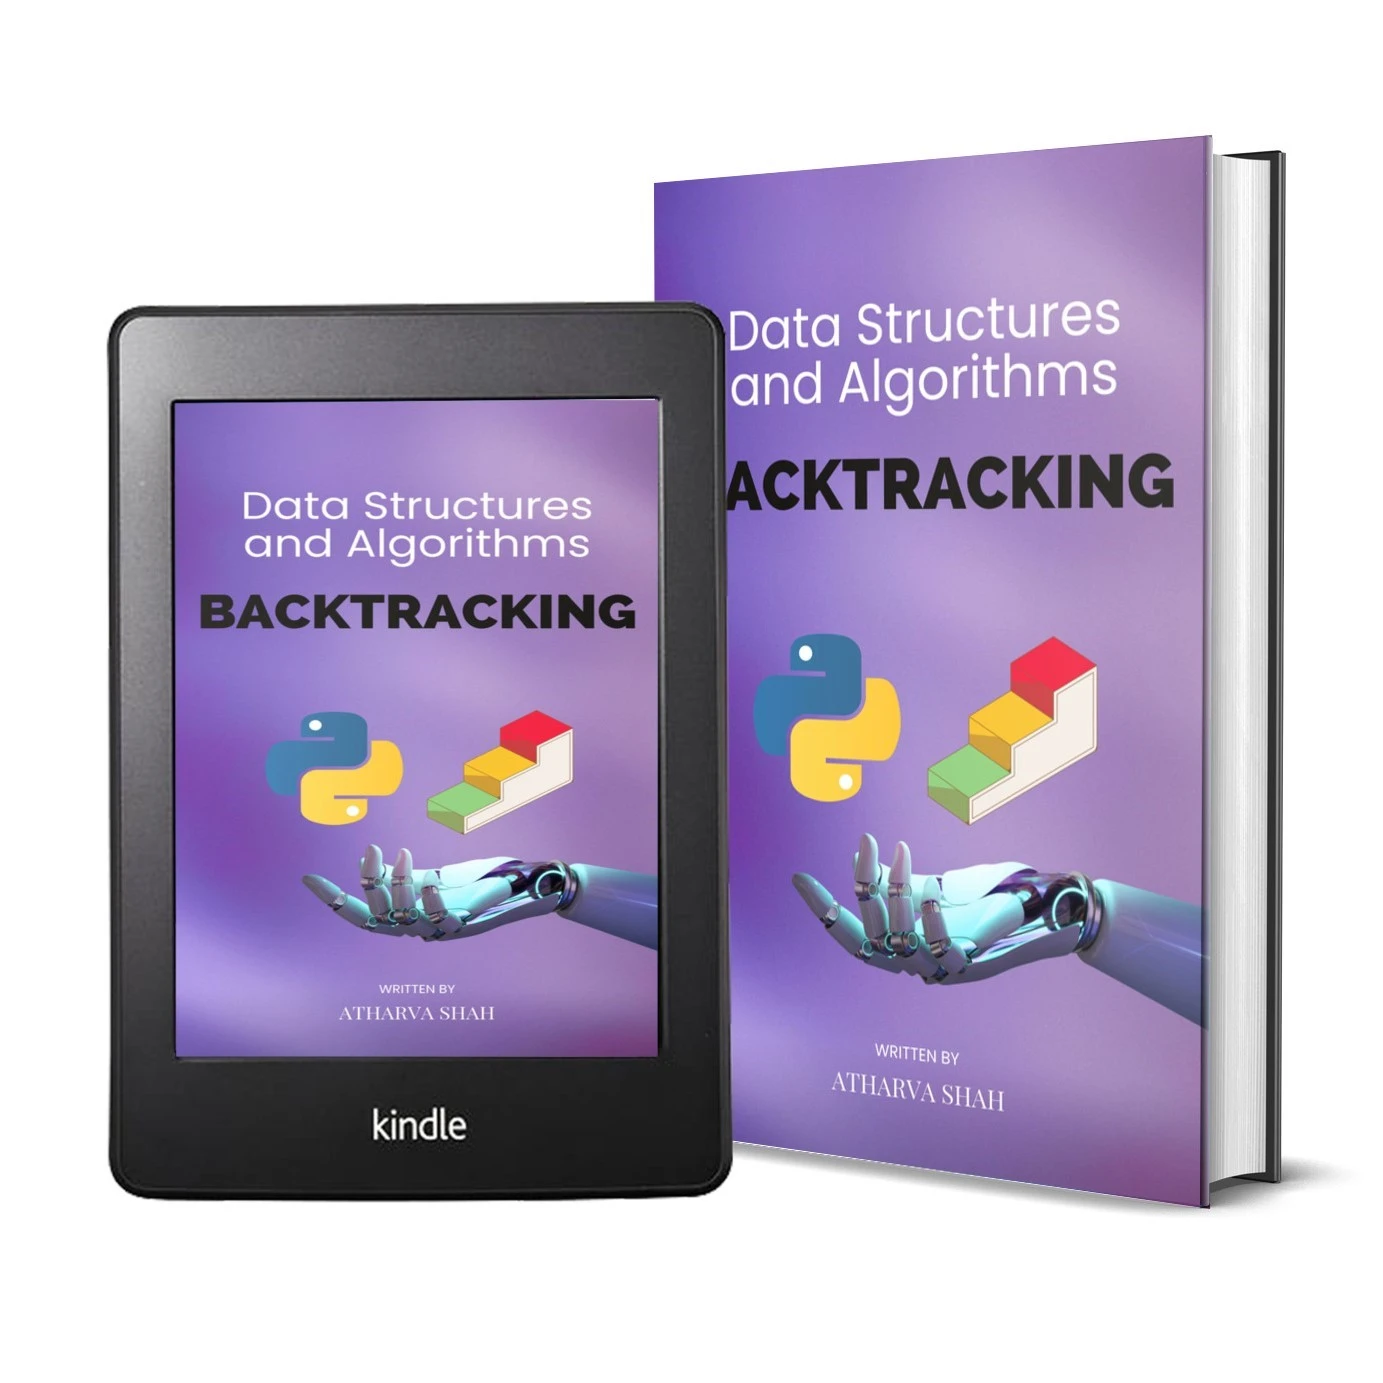 Data Structures
and Algorithms
BACKTRACKING
WRITTEN BY
ATHARVA SHAH
kindle
Data Structures
and Algorithms
ACKTRACKING
WRITTEN BY
ATHARVA SHAH